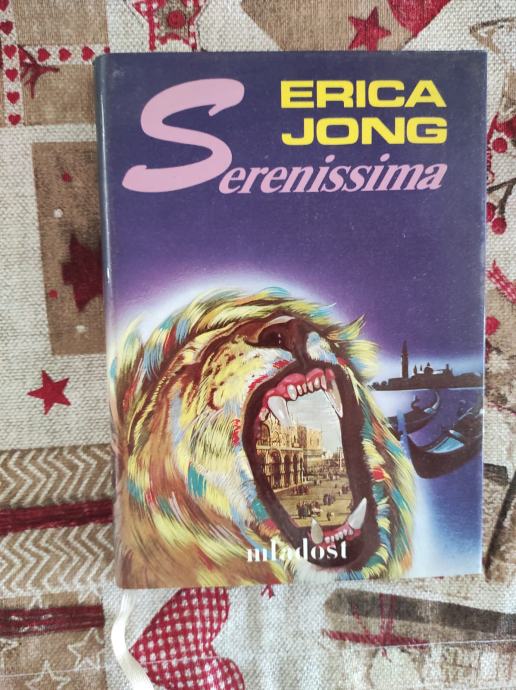 ERICA
JONG
Serenissima
mladost